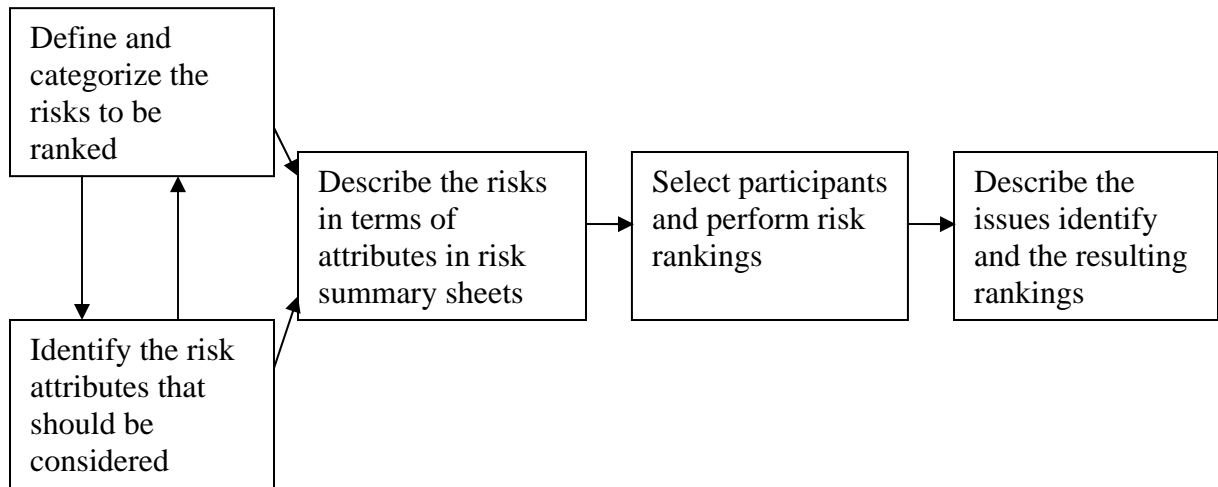 Define and
categorize the
risks to be
ranked
Identify the risk
attributes that
should be
considered
Describe the risks
in terms of
attributes in risk
summary sheets
Select participants
and perform risk
rankings
Describe the
issues identify
and the resulting
rankings